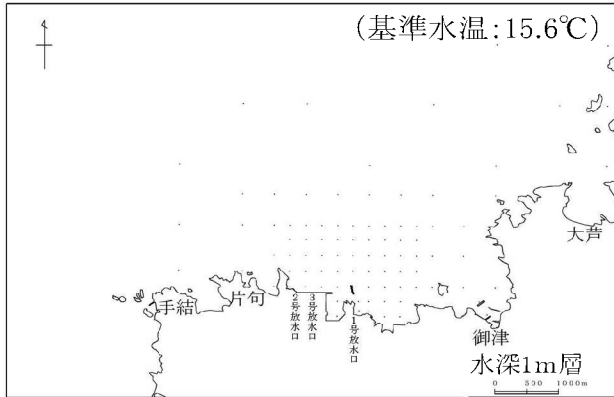 (基準水温:15.6℃)
大芦
手結
片句
2号放水口
3号放水口
1号放水口
御津
水深1m層
0 500 1000m